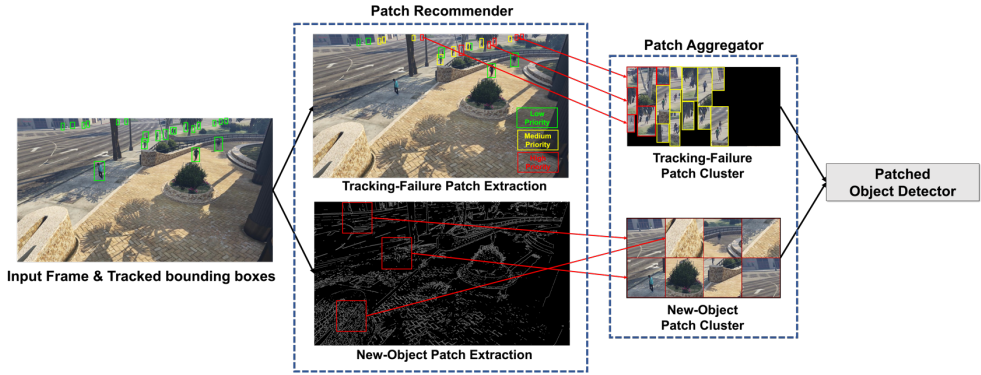 Patch Recommender
Patch Aggregator
Low
Priority
Medium
Priority
High
Priority
Tracking-Failure Patch Extraction
Tracking-Failure
Patch Cluster
Patched
Object Detector
Input Frame & Tracked bounding boxes
New-Object Patch Extraction
New-Object
Patch Cluster